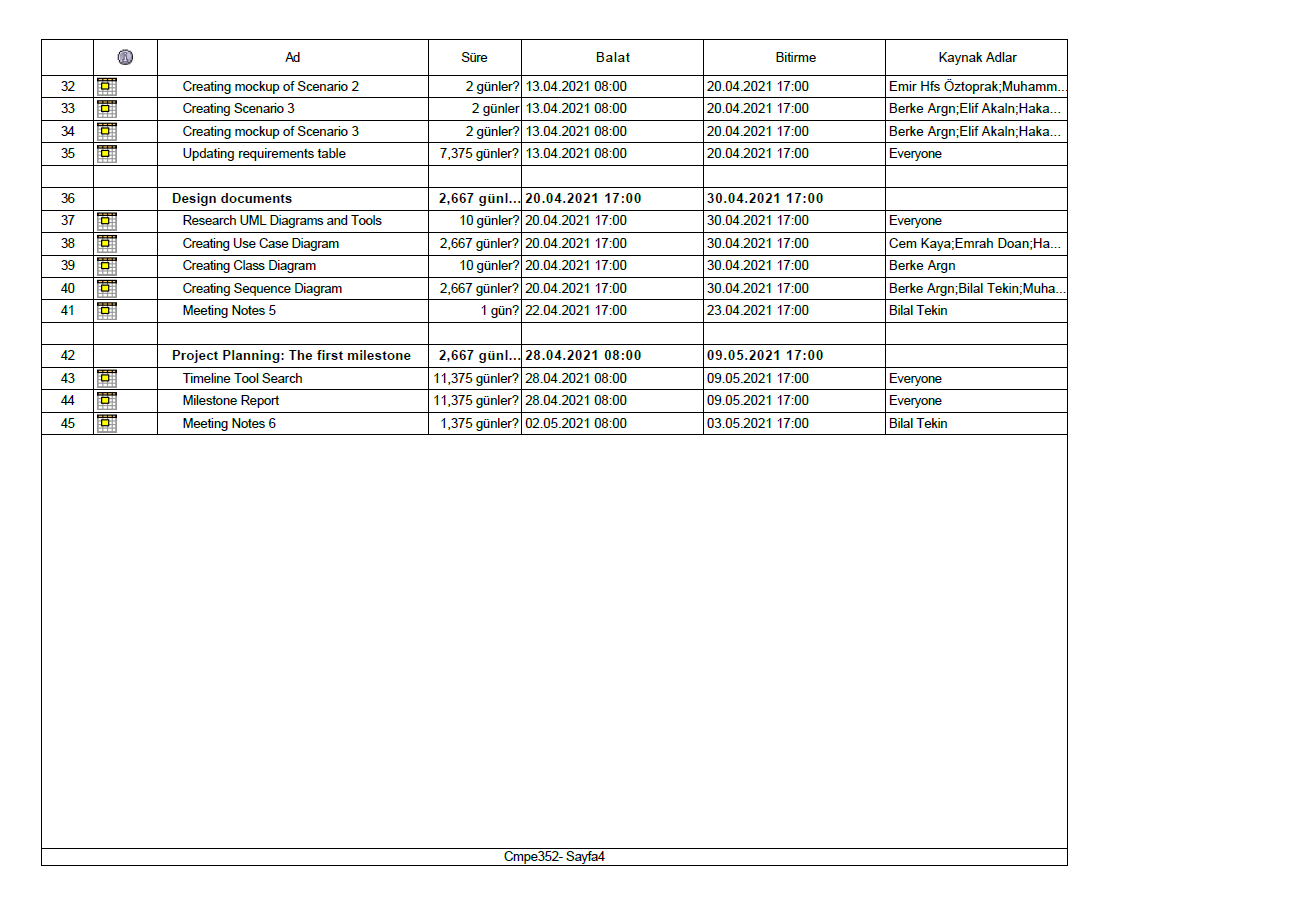 Ad Süre Balat Bitirme Kaynak Adlar
32 Creating mockup of Scenario 2 2 günler? 13.04.2021 08:00 20.04.2021 17:00 Emir Hfs Öztoprak;Muhamm...
33 Creating Scenario 3 2 günler 13.04.2021 08:00 20.04.2021 17:00 Berke Argn;Elif Akaln;Haka...
34 Creating mockup of Scenario 3 2 günler? 13.04.2021 08:00 20.04.2021 17:00 Berke Argn;Elif Akaln;Haka...
35 Updating requirements table 7,375 günler? 13.04.2021 08:00 20.04.2021 17:00 Everyone
36 Design documents 2,667 günl... 20.04.2021 17:00 30.04.2021 17:00
37 Research UML Diagrams and Tools 10 günler? 20.04.2021 17:00 30.04.2021 17:00 Everyone
38 Creating Use Case Diagram 2,667 günler? 20.04.2021 17:00 30.04.2021 17:00 Cem Kaya;Emrah Doan;Ha...
39 Creating Class Diagram 10 günler? 20.04.2021 17:00 30.04.2021 17:00 Berke Argn
40 Creating Sequence Diagram 2,667 günler? 20.04.2021 17:00 30.04.2021 17:00 Berke Argn;Bilal Tekin;Muha...
41 Meeting Notes 5 1 gün? 22.04.2021 17:00 23.04.2021 17:00 Bilal Tekin
42 Project Planning: The first milestone 2,667 günl... 28.04.2021 08:00 09.05.2021 17:00
43 Timeline Tool Search 11,375 günler? 28.04.2021 08:00 09.05.2021 17:00 Everyone
44 Milestone Report 11,375 günler? 28.04.2021 08:00 09.05.2021 17:00 Everyone
45 Meeting Notes 6 1,375 günler? 02.05.2021 08:00 03.05.2021 17:00 Bilal Tekin
Cmpe352- Sayfa4